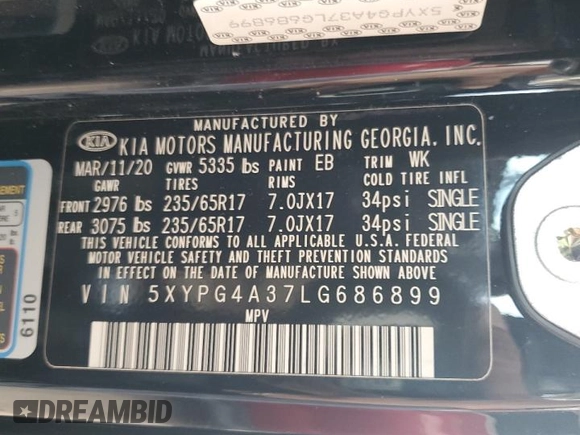 5XYPG4A37LG686899
KIA MOTOR
MANUFACTURED BY
KIA KIA MOTORS MANUFACTURING GEORGIA, INC.
MAR/11/20 GVWR 5335 lbs PAINT EB TRIM WK
GAWR TIRES RIMS COLD TIRE INFL
FRONT 2976 lbs 235/65R17 7.0JX17 34psi SINGLE
REAR 3075 lbs 235/65R17 7.0JX17 34psi SINGLE
THIS VEHICLE CONFORMS TO ALL APPLICABLE U.S.A. FEDERAL
MOTOR VEHICLE SAFETY AND THEFT PREVENTION STANDARDS
IN EFFECT ON THE DATE OF MANUFACTURE SHOWN ABOVE
VIN 5XYPG4A37LG686899
MPV
6110
DREAMBID